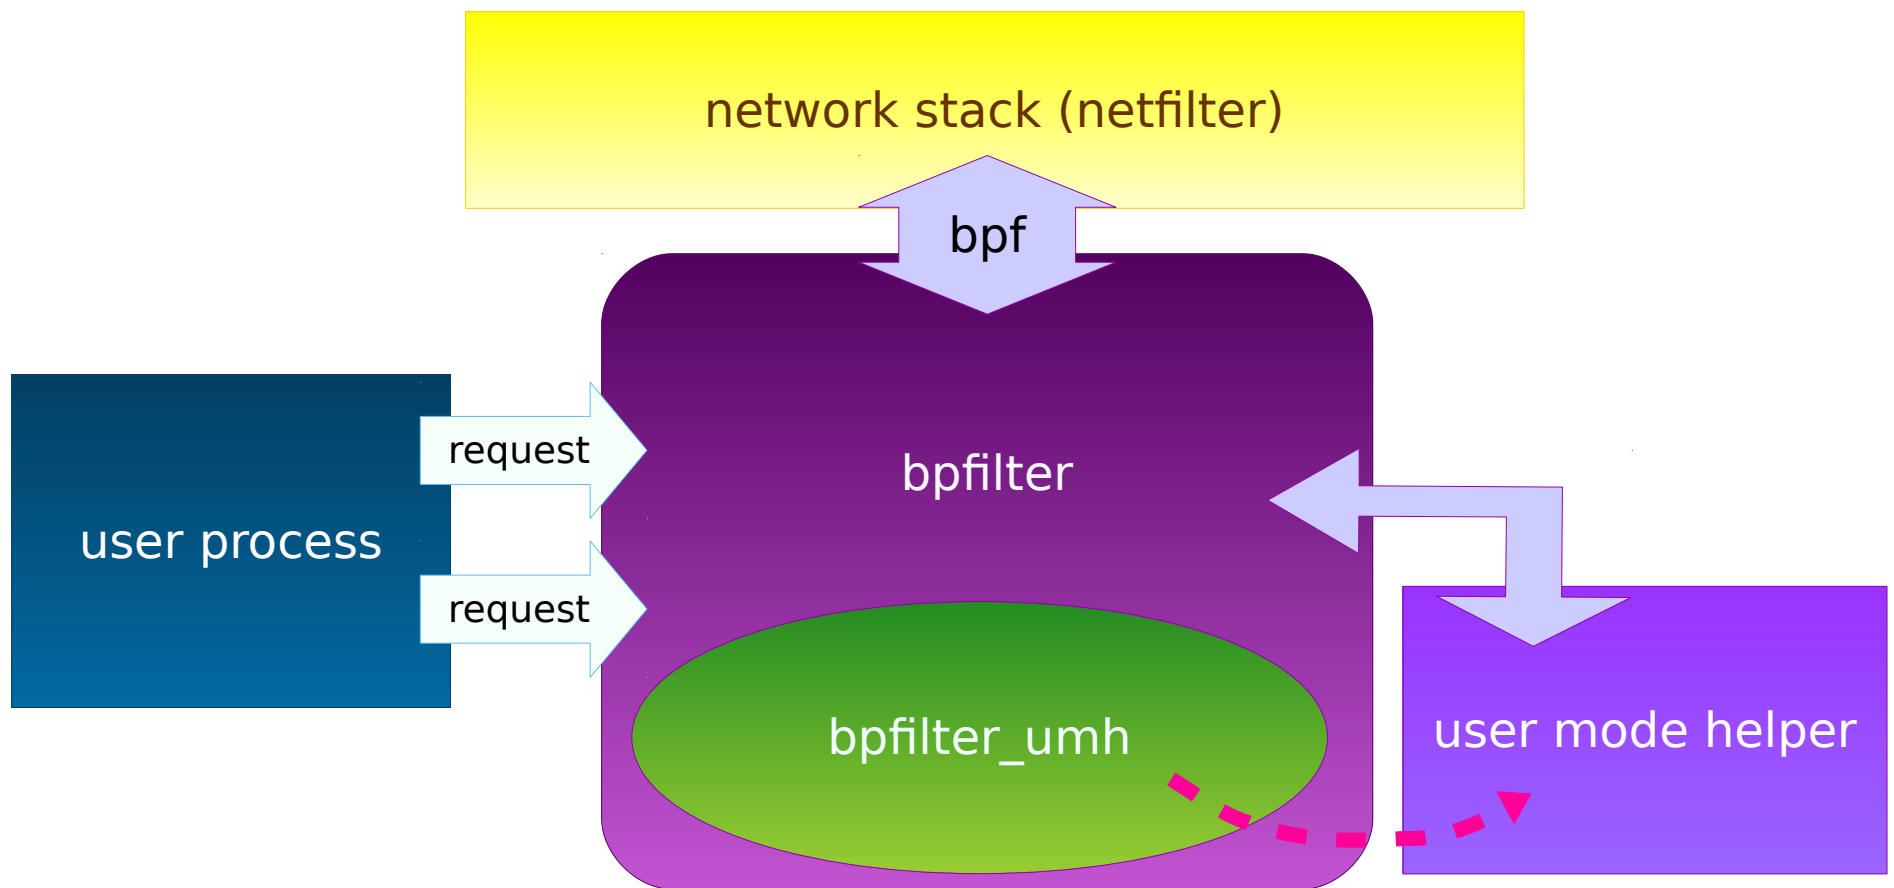 network stack (netfilter)
bpf
request
bpfilter
user process
request
bpfilter_umh
user mode helper